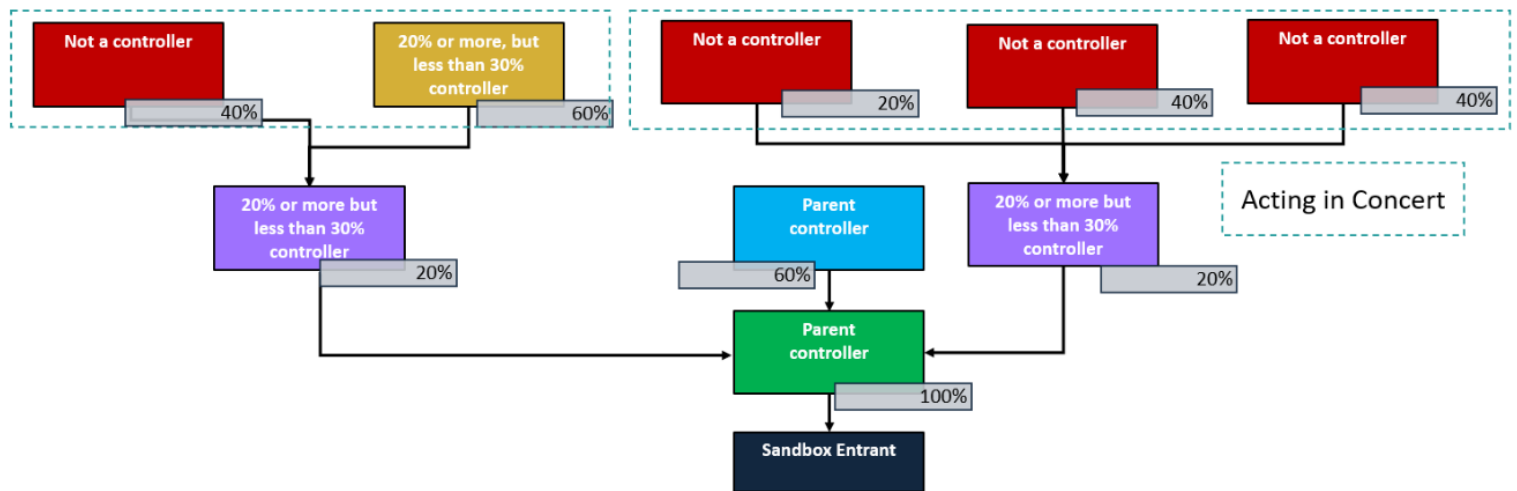 Not a controller
20% or more, but
less than 30%
controller
Not a controller
Not a controller
Not a controller
40%
60%
20%
40%
40%
20% or more but
less than 30%
controller
Parent
controller
20% or more but
less than 30%
controller
Acting in Concert
20%
60%
20%
Parent
controller
100%
Sandbox Entrant